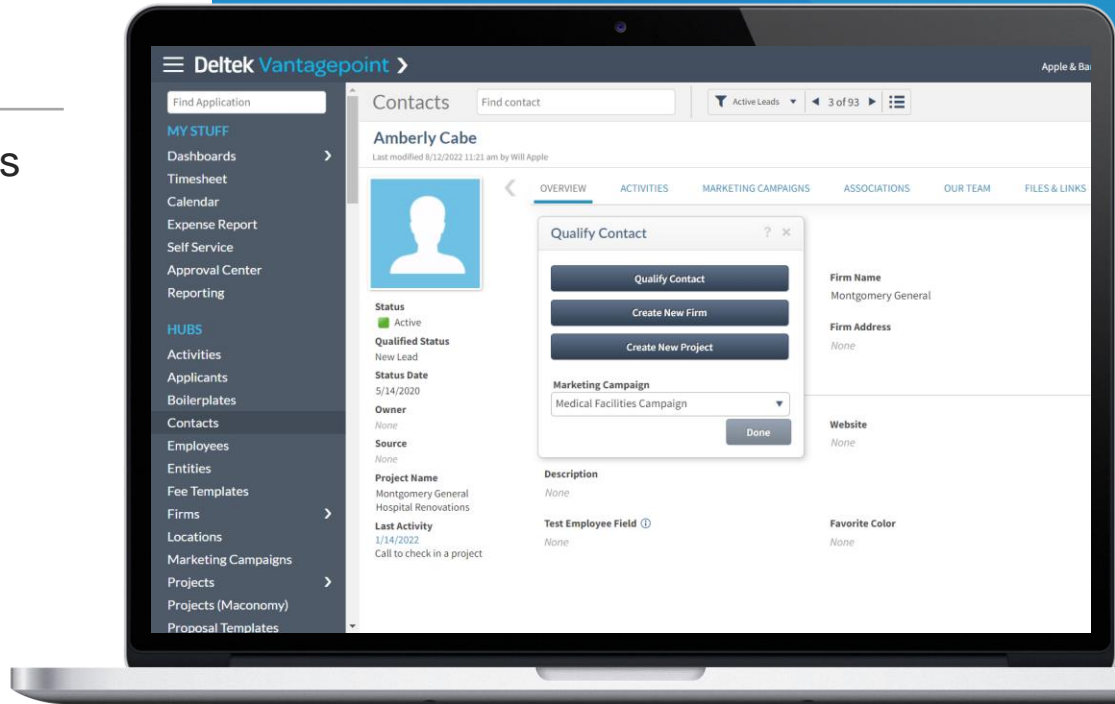 s
Deltek Vantagepoint
Apple & Ba
Find Application
MY STUFF
Dashboards
Timesheet
Calendar
Expense Report
Self Service
Approval Center
Reporting
HUBS
Activities
Applicants
Boilerplates
Contacts
Employees
Entities
Fee Templates
Firms
Locations
Marketing Campaigns
Projects
Projects (Maconomy)
Proposal Templates
Contacts
Find contact
Active Leads
3 of 93
Amberly Cabe
Last modified 8/12/2022 11:21 am by Will Apple
OVERVIEW ACTIVITIES MARKETING CAMPAIGNS ASSOCIATIONS OUR TEAM FILES & LINKS
Status
Active
Qualified Status
New Lead
Status Date
5/14/2020
Owner
None
Source
None
Project Name
Montgomery General
Hospital Renovations
Last Activity
1/14/2022
Call to check in a project
Qualify Contact ? ×
Qualify Contact
Create New Firm
Create New Project
Marketing Campaign
Medical Facilities Campaign
Done
Description
None
Test Employee Field
None
Firm Name
Montgomery General
Firm Address
None
Website
None
Favorite Color
None